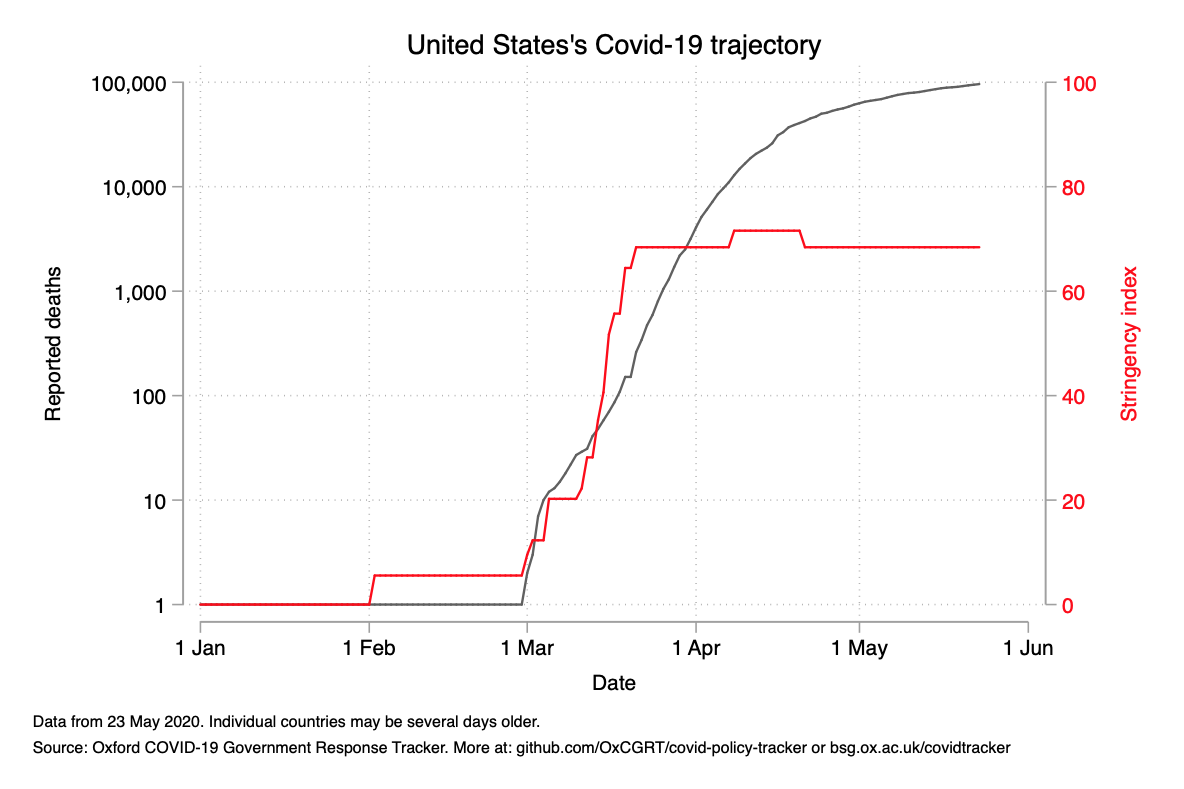 United States's Covid-19 trajectory
100,000
10,000
1,000
100
10
1
Reported deaths
100
80
60
40
20
0
Stringency index
1 Jan
1 Feb
1 Mar
1 Apr
1 May
1 Jun
Date
Data from 23 May 2020. Individual countries may be several days older.
Source: Oxford COVID-19 Government Response Tracker. More at: github.com/OxCGRT/covid-policy-tracker or bsg.ox.ac.uk/covidtracker